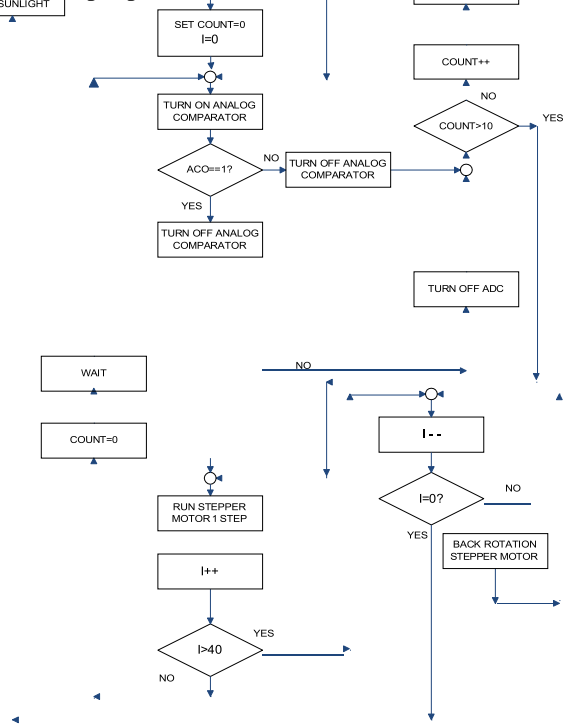 SUNLIGHT
SET COUNT=0
I=0
TURN ON ANALOG
COMPARATOR
ACO==1?
NO
YES
TURN OFF ANALOG
COMPARATOR
TURN OFF ANALOG
COMPARATOR
COUNT++
NO
COUNT>10
YES
TURN OFF ADC
WAIT
COUNT=0
NO
I--
I=0?
NO
YES
BACK ROTATION
STEPPER MOTOR
RUN STEPPER
MOTOR 1 STEP
I++
I>40
YES
NO